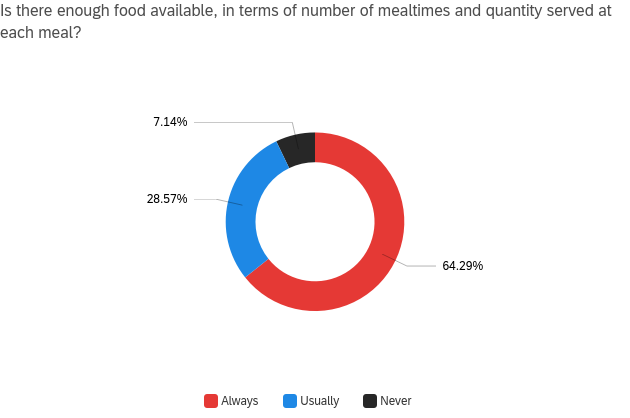 Is there enough food available, in terms of number of mealtimes and quantity served at
each meal?
7.14%
28.57%
64.29%
Always Usually Never